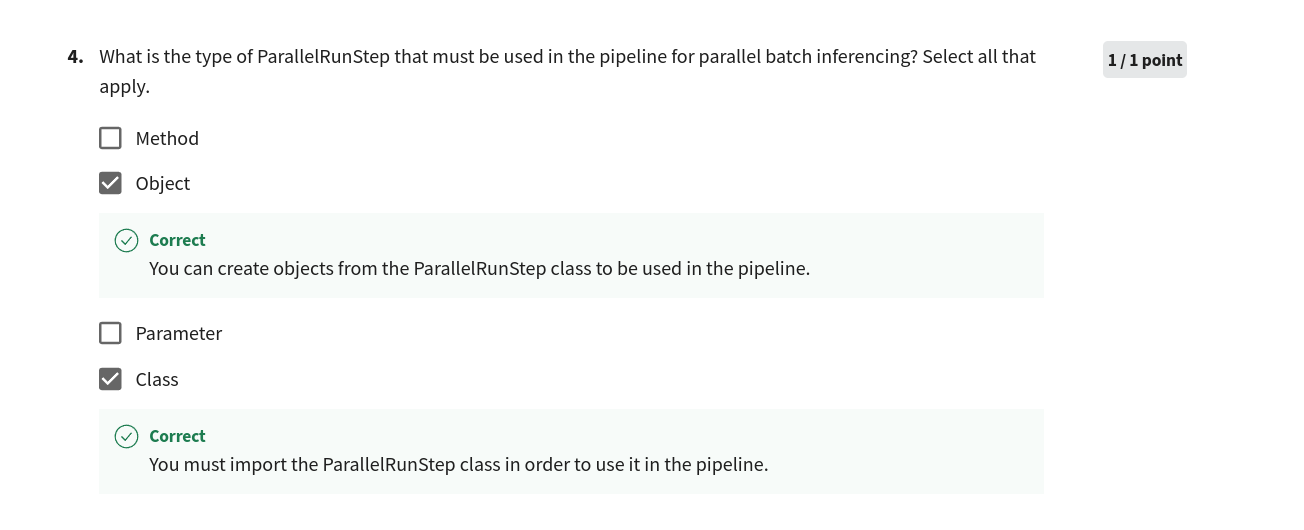 4. What is the type of ParallelRunStep that must be used in the pipeline for parallel batch inferencing? Select all that
apply.
1 / 1 point
Method
Object
Correct
You can create objects from the ParallelRunStep class to be used in the pipeline.
Parameter
Class
Correct
You must import the ParallelRunStep class in order to use it in the pipeline.